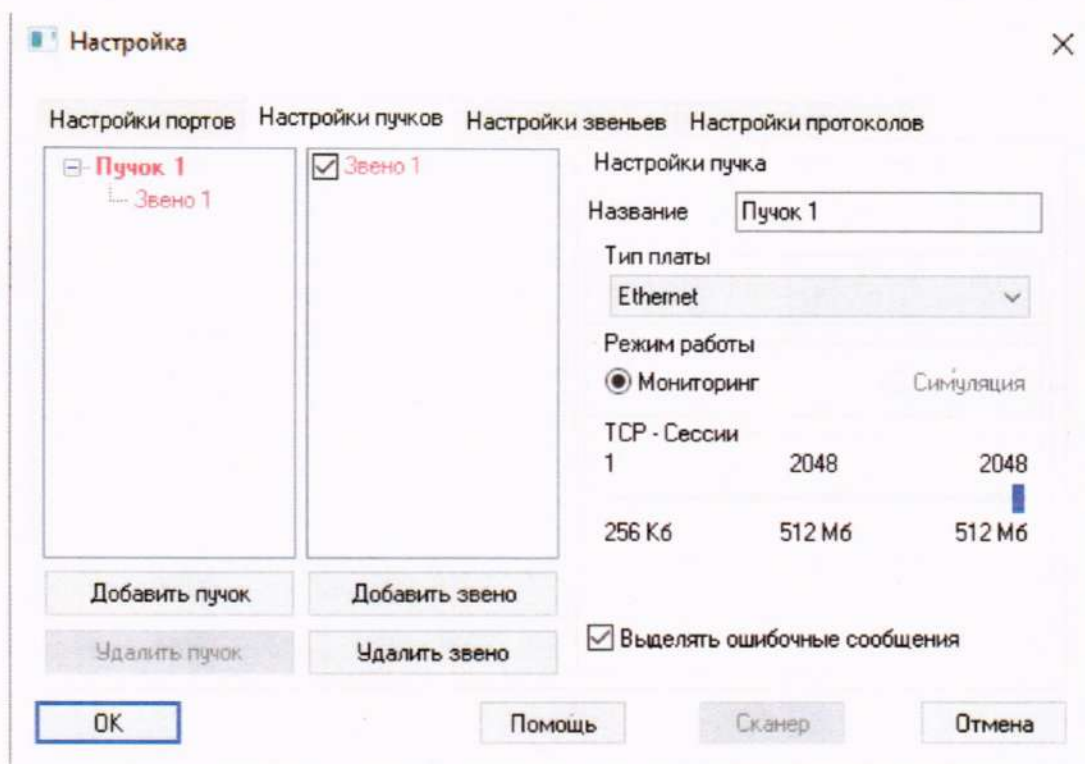 Настройка
Настройки портов Настройки пучков Настройки звеньев Настройки протоколов
Пучок 1
Звено 1
Звено 1
Настройки пучка
Название Пучок 1
Тип платы
Ethernet
Режим работы
Мониторинг Симуляция
TCP - Сессии
1 2048 2048
256 Кб 512 Мб 512 Мб
Добавить пучок Добавить звено
Удалить пучок Удалить звено
Выделять ошибочные сообщения
OK Помощь Сканер Отмена